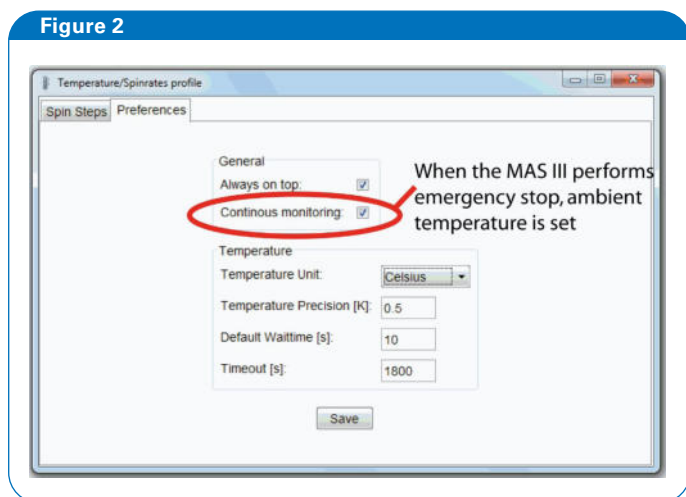 Figure 2
Temperature/Spinrates profile
Spin Steps Preferences
General
Always on top:
Continous monitoring:
When the MAS III performs
emergency stop, ambient
temperature is set
Temperature
Temperature Unit: Celsius
Temperature Precision [K]: 0.5
Default Waittime [s]: 10
Timeout [s]: 1800
Save